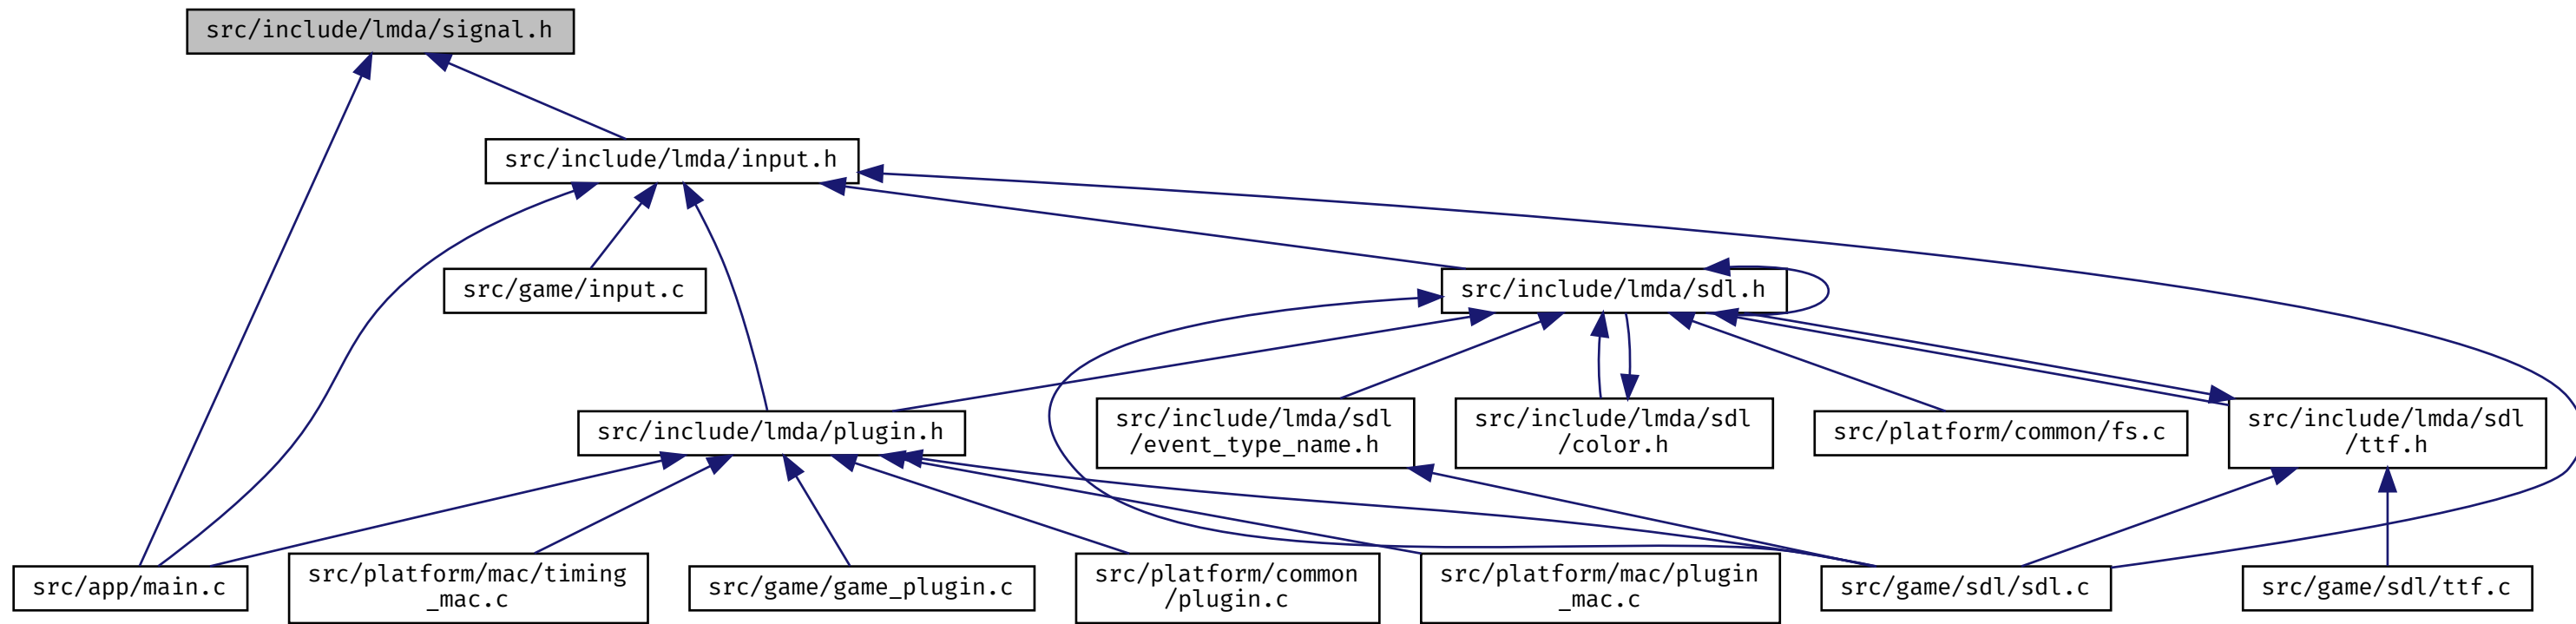 src/include/lmda/signal.h
src/include/lmda/input.h
src/game/input.c
src/include/lmda/sdl.h
src/include/lmda/plugin.h
src/include/lmda/sdl
/event_type_name.h
src/include/lmda/sdl
/color.h
src/platform/common/fs.c
src/include/lmda/sdl
/ttf.h
src/app/main.c
src/platform/mac/timing
_mac.c
src/game/game_plugin.c
src/platform/common
/plugin.c
src/platform/mac/plugin
_mac.c
src/game/sdl/sdl.c
src/game/sdl/ttf.c